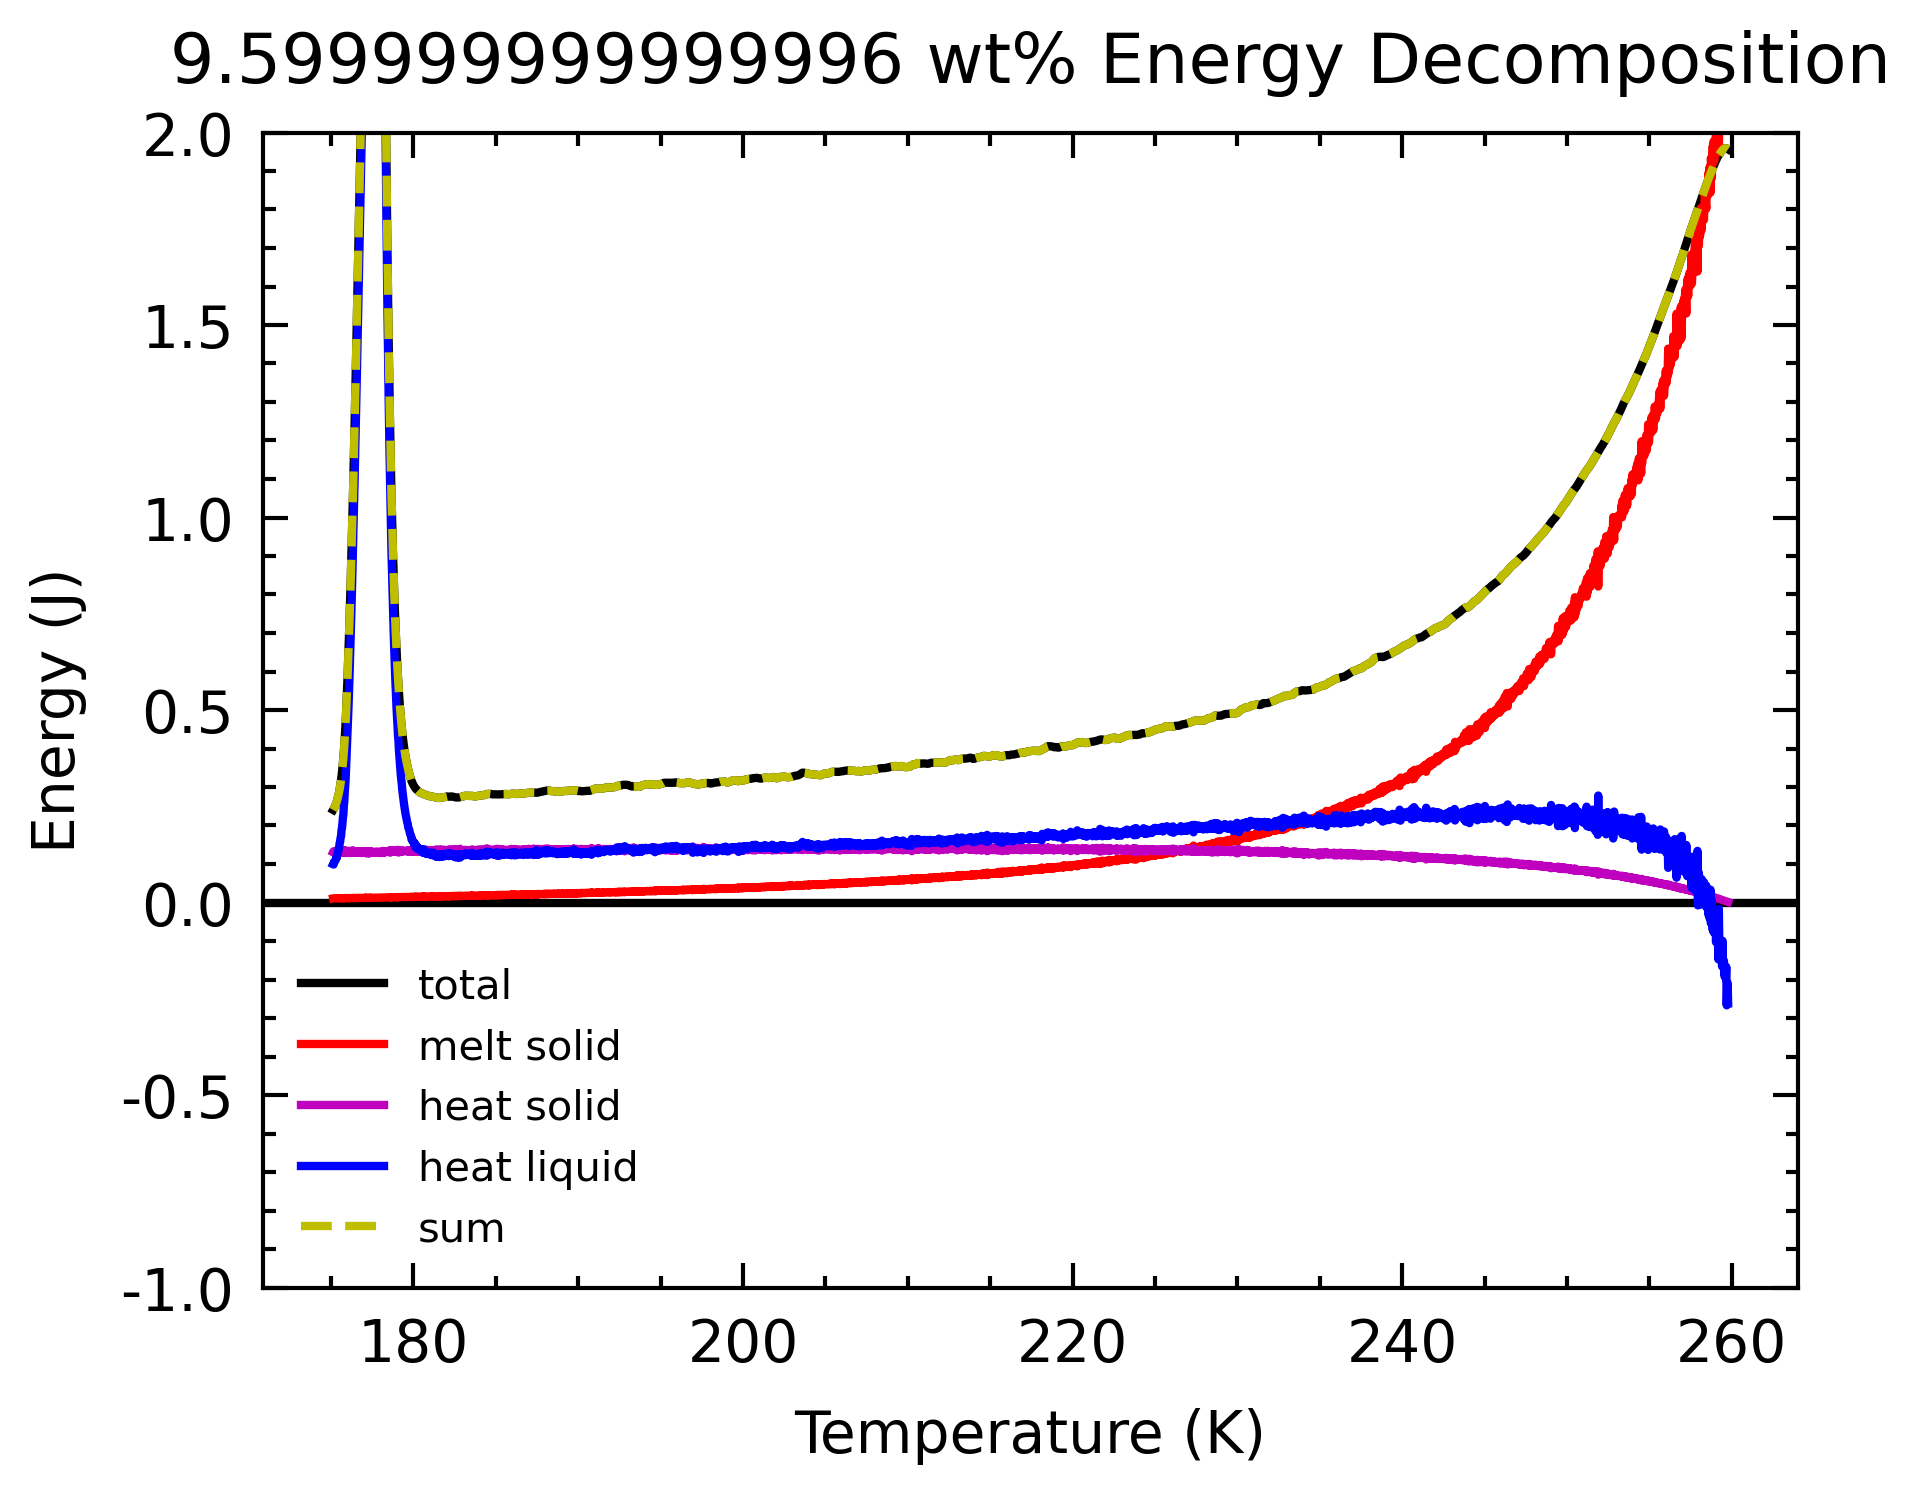 9.599999999999996 wt% Energy Decomposition
2.0
1.5
1.0
0.5
0.0
-0.5
-1.0
Energy (J)
total
melt solid
heat solid
heat liquid
sum
180 200 220 240 260
Temperature (K)